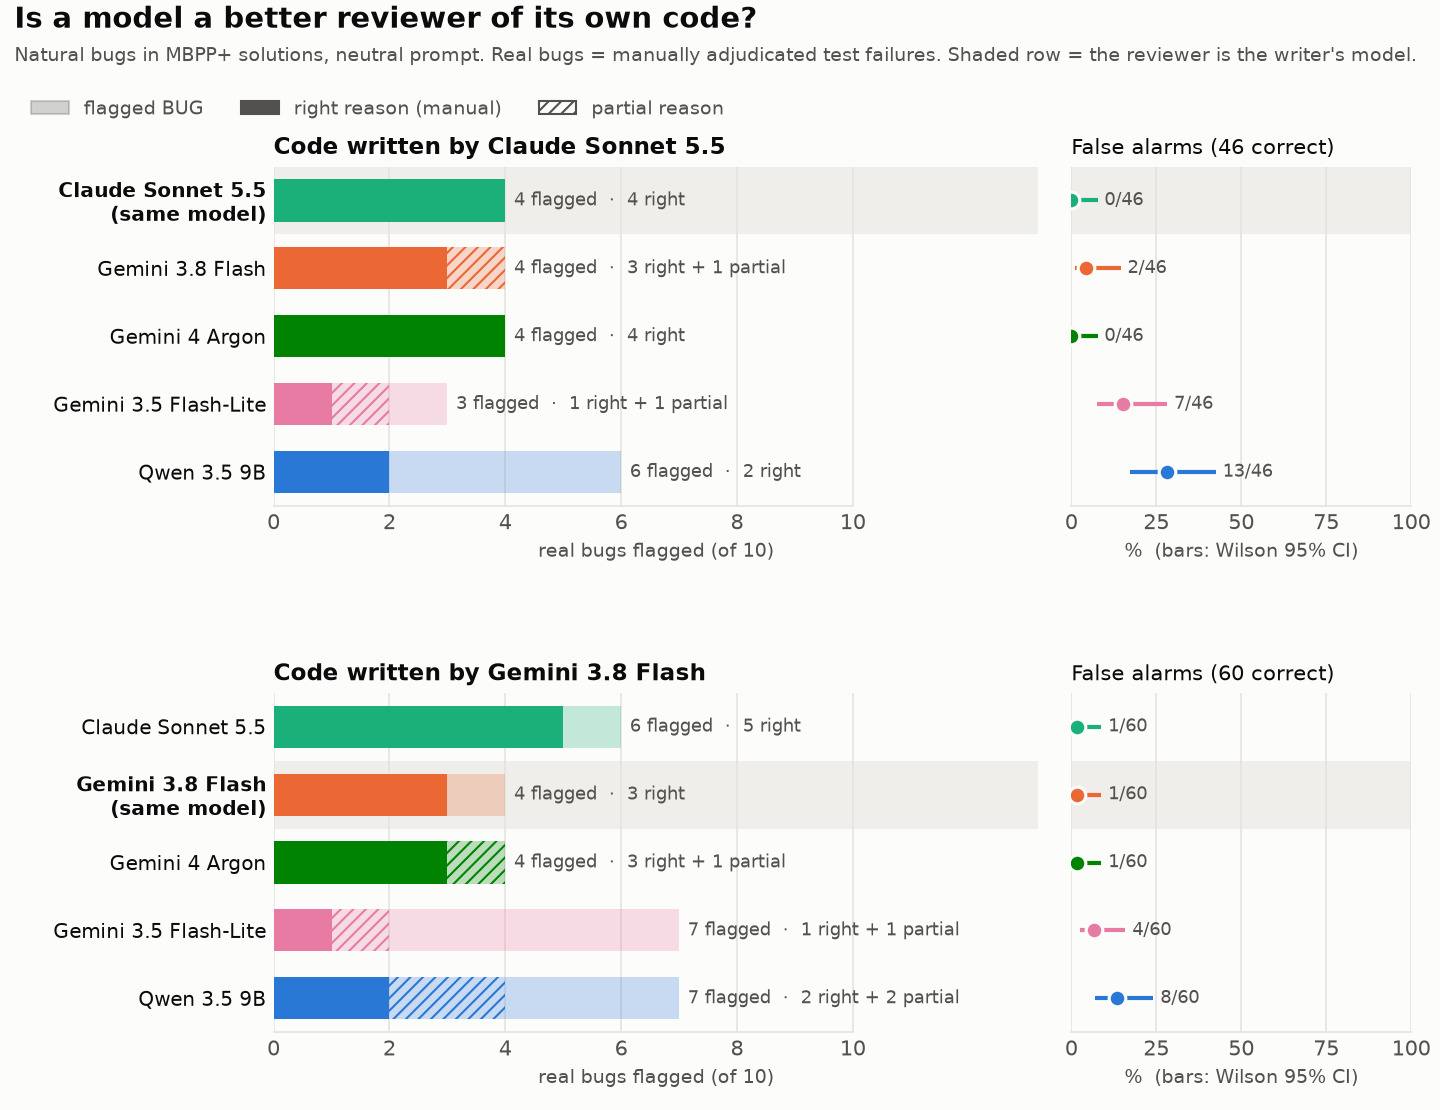 Is a model a better reviewer of its own code?
Natural bugs in MBPP+ solutions, neutral prompt. Real bugs = manually adjudicated test failures. Shaded row = the reviewer is the writer's model.
flagged BUG right reason (manual) partial reason
Code written by Claude Sonnet 5.5
False alarms (46 correct)
Claude Sonnet 5.5
(same model)
4 flagged · 4 right
0/46
Gemini 3.8 Flash
4 flagged · 3 right + 1 partial
2/46
Gemini 4 Argon
4 flagged · 4 right
0/46
Gemini 3.5 Flash-Lite
3 flagged · 1 right + 1 partial
7/46
Qwen 3.5 9B
6 flagged · 2 right
13/46
0 2 4 6 8 10
0 25 50 75 100
real bugs flagged (of 10)
% (bars: Wilson 95% CI)
Code written by Gemini 3.8 Flash
False alarms (60 correct)
Claude Sonnet 5.5
6 flagged · 5 right
1/60
Gemini 3.8 Flash
(same model)
4 flagged · 3 right
1/60
Gemini 4 Argon
4 flagged · 3 right + 1 partial
1/60
Gemini 3.5 Flash-Lite
7 flagged · 1 right + 1 partial
4/60
Qwen 3.5 9B
7 flagged · 2 right + 2 partial
8/60
0 2 4 6 8 10
0 25 50 75 100
real bugs flagged (of 10)
% (bars: Wilson 95% CI)